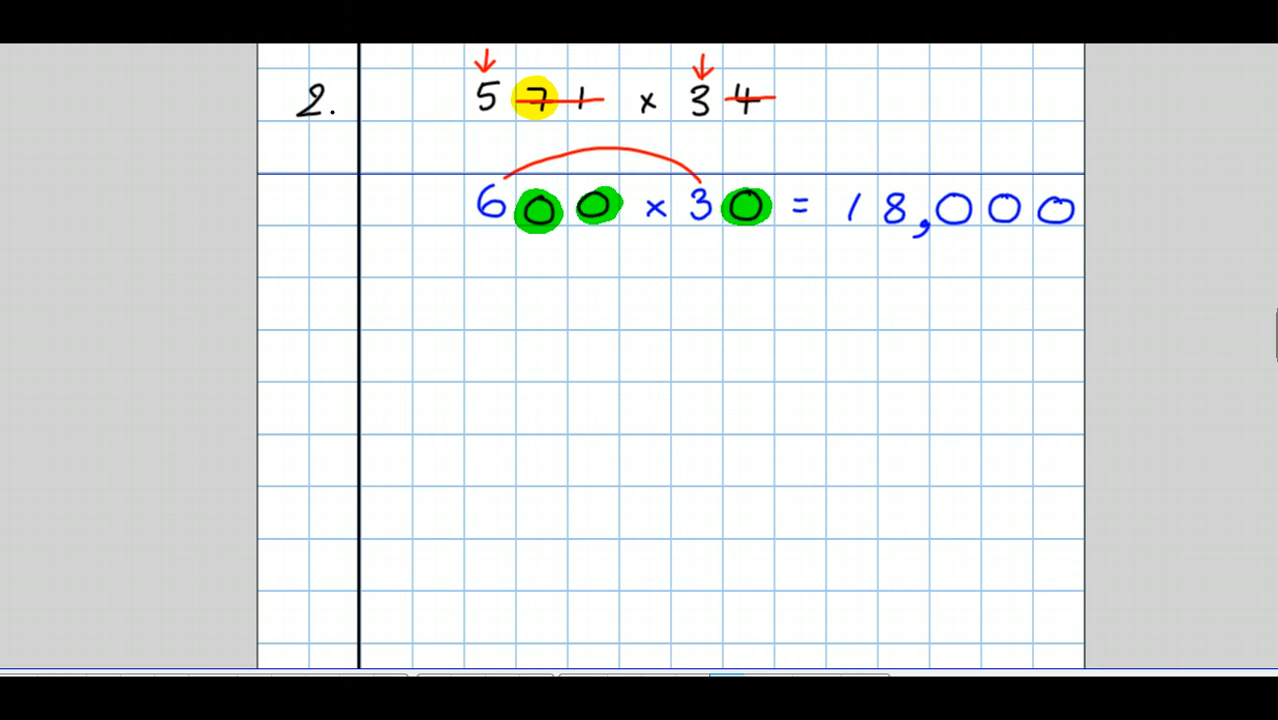 2. 571 x 34
600 x 30 = 18,000